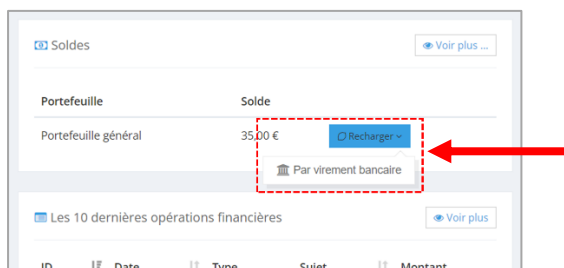 Soldes
Voir plus ...
Portefeuille Solde
Portefeuille général 35,00 € Recharger
Par virement bancaire
Les 10 dernières opérations financières
Voir plus
ID Date Type Sujet Montant